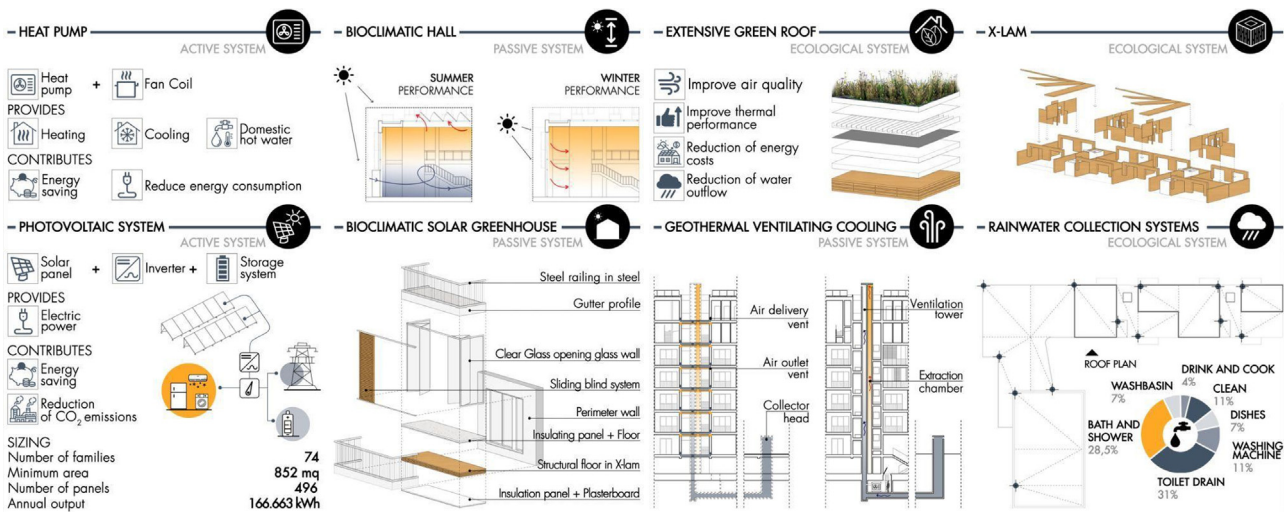 HEAT PUMP
ACTIVE SYSTEM
Heat
pump
+
Fan Coil
PROVIDES
Heating
Cooling
Domestic
hot water
CONTRIBUTES
Energy
saving
Reduce energy consumption
BIOCLIMATIC HALL
PASSIVE SYSTEM
SUMMER
PERFORMANCE
WINTER
PERFORMANCE
EXTENSIVE GREEN ROOF
ECOLOGICAL SYSTEM
Improve air quality
Improve thermal
performance
Reduction of energy
costs
Reduction of water
outflow
X-LAM
ECOLOGICAL SYSTEM
PHOTOVOLTAIC SYSTEM
ACTIVE SYSTEM
Solar
panel
+
Inverter +
Storage
system
PROVIDES
Electric
power
CONTRIBUTES
Energy
saving
Reduction
of CO2 emissions
SIZING
Number of families 74
Minimum area 852 mq
Number of panels 496
Annual output 166.663 kWh
BIOCLIMATIC SOLAR GREENHOUSE
PASSIVE SYSTEM
Steel railing in steel
Gutter profile
Clear Glass opening glass wall
Sliding blind system
Perimeter wall
Insulating panel + Floor
Structural floor in X-lam
Insulation panel + Plasterboard
GEOTHERMAL VENTILATING COOLING
PASSIVE SYSTEM
Air delivery
vent
Air outlet
vent
Collector
head
Ventilation
tower
Extraction
chamber
RAINWATER COLLECTION SYSTEMS
ECOLOGICAL SYSTEM
ROOF PLAN
DRINK AND COOK
4%
WASHBASIN
7%
CLEAN
11%
DISHES
7%
BATH AND
SHOWER
28,5%
WASHING
MACHINE
11%
TOILET DRAIN
31%